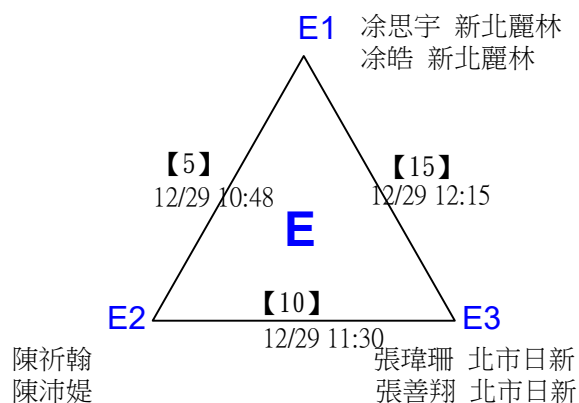 E1
凃思宇 新北麗林
凃皓 新北麗林
【5】
12/29 10:48
【15】
12/29 12:15
E
【10】
12/29 11:30
E2
E3
陳祈翰
陳沛媞
張瑋珊 北市日新
張善翔 北市日新